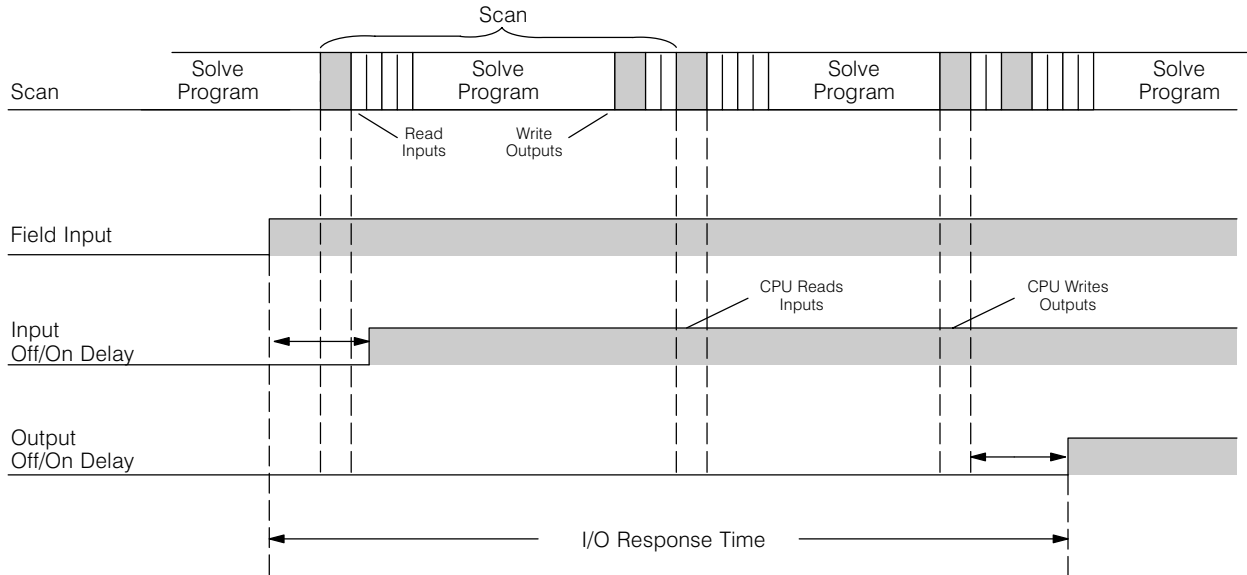 Scan
Scan
Solve
Program
Solve
Program
Solve
Program
Solve
Program
Read
Inputs
Write
Outputs
Field Input
CPU Reads
Inputs
CPU Writes
Outputs
Input
Off/On Delay
Output
Off/On Delay
I/O Response Time